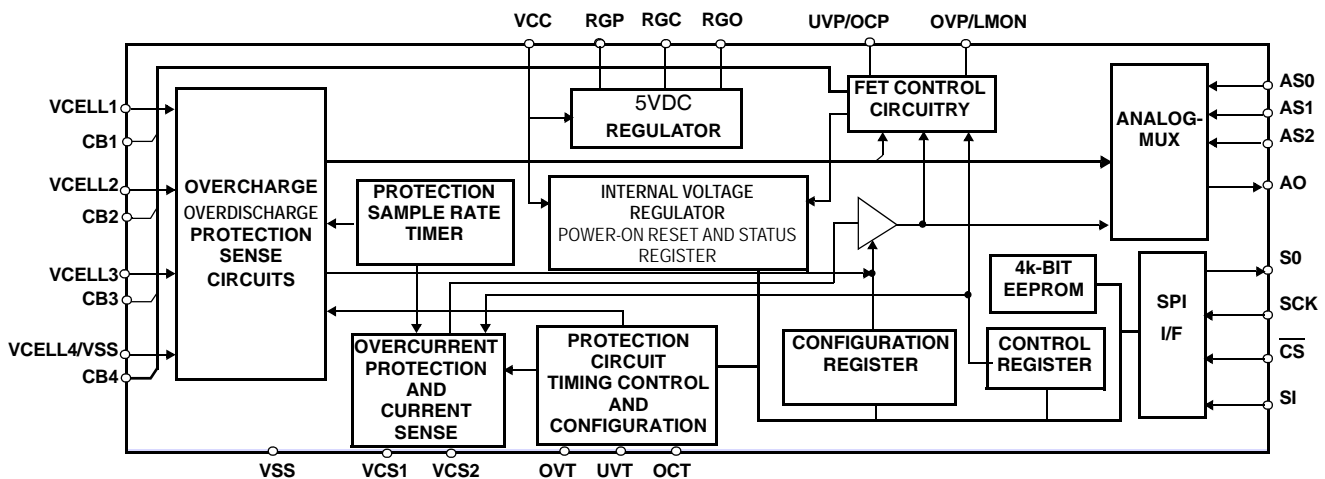 VCC RGP RGC RGO UVP/OCP OVP/LMON
VCELL1
CB1
VCELL2
CB2
VCELL3
CB3
VCELL4/VSS
CB4
OVERCHARGE
OVERDISCHARGE
PROTECTION
SENSE
CIRCUITS
5VDC
REGULATOR
FET CONTROL
CIRCUITRY
PROTECTION
SAMPLE RATE
TIMER
INTERNAL VOLTAGE
REGULATOR
POWER-ON RESET AND STATUS
REGISTER
ANALOG-
MUX
AS0
AS1
AS2
AO
OVERCURRENT
PROTECTION
AND
CURRENT
SENSE
PROTECTION
CIRCUIT
TIMING CONTROL
AND
CONFIGURATION
CONFIGURATION
REGISTER
4k-BIT
EEPROM
CONTROL
REGISTER
SPI
I/F
S0
SCK
CS
SI
VSS VCS1 VCS2 OVT UVT OCT